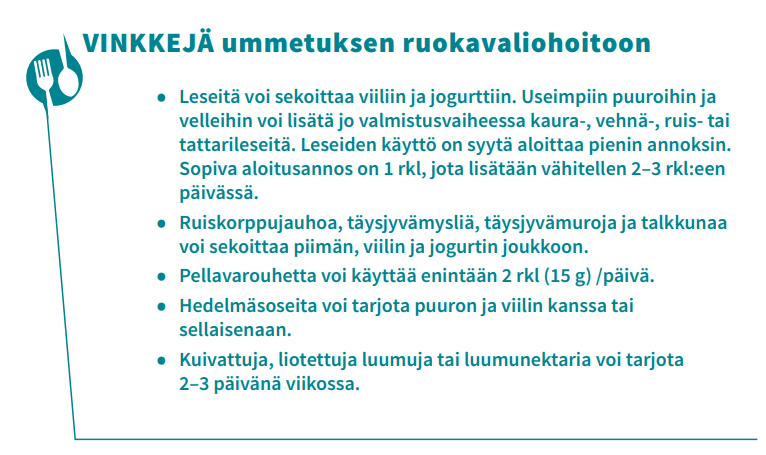 VINKKEJÄ ummetuksen ruokavaliohoitoon
● Leseitä voi sekoittaa viiliin ja jogurttiin. Useimpiin puuroihin ja
velleihin voi lisätä jo valmistusvaiheessa kaura-, vehnä-, ruis- tai
tattarileseitä. Leseiden käyttö on syytä aloittaa pienin annoksin.
Sopiva aloitusannos on 1 rkl, jota lisätään vähitellen 2–3 rkl:een
päivässä.
● Ruiskorppujauhoa, täysjyvämysliä, täysjyvämuroja ja talkkunaa
voi sekoittaa piimän, viilin ja jogurtin joukkoon.
● Pellavarouhetta voi käyttää enintään 2 rkl (15 g) /päivä.
● Hedelmäsoseita voi tarjota puuron ja viilin kanssa tai
sellaisenaan.
● Kuivattuja, liotettuja luumuja tai luumunektaria voi tarjota
2–3 päivänä viikossa.